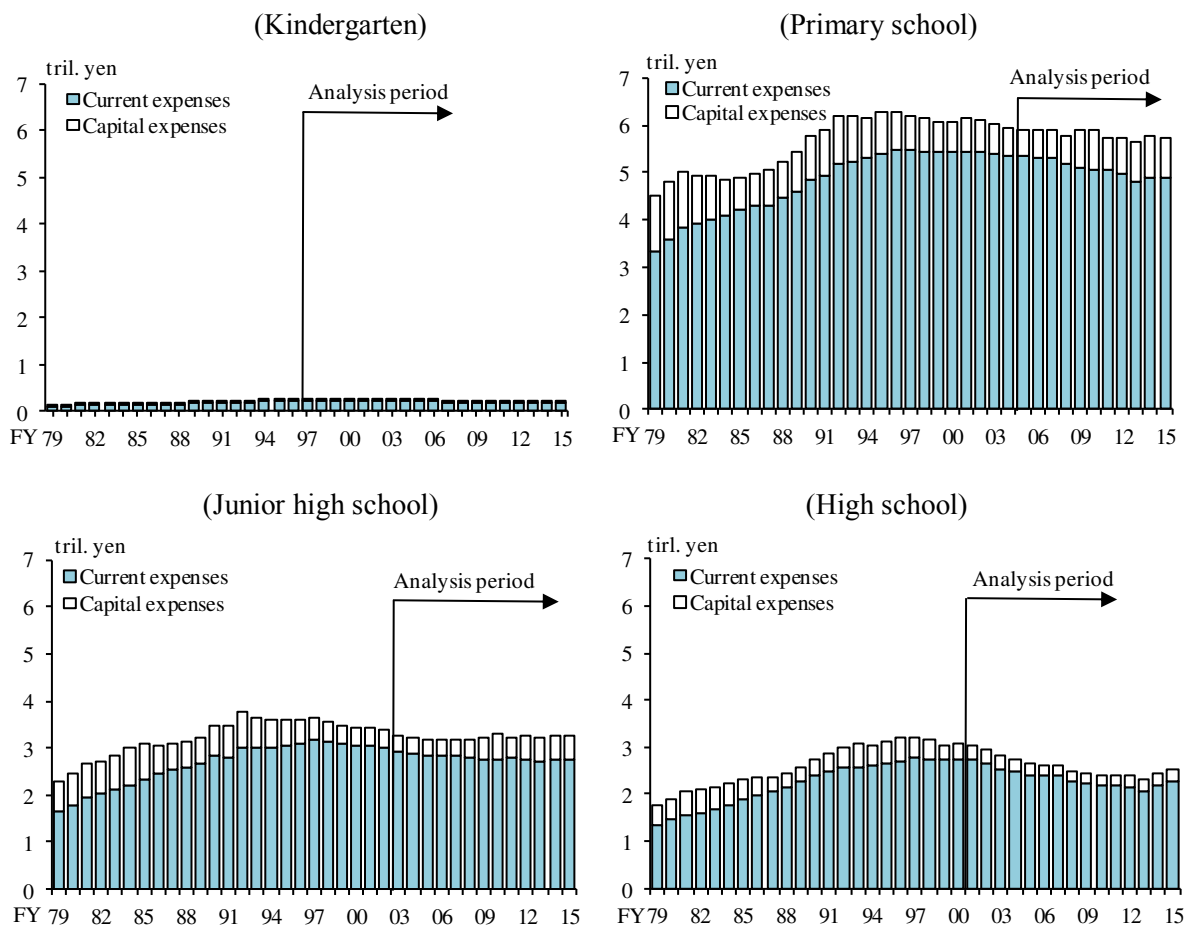 (Kindergarten)
tril. yen
Current expenses
Capital expenses
Analysis period
7
6
5
4
3
2
1
0
FY 79 82 85 88 91 94 97 00 03 06 09 12 15
(Primary school)
tril. yen
Current expenses
Capital expenses
Analysis period
7
6
5
4
3
2
1
0
FY 79 82 85 88 91 94 97 00 03 06 09 12 15
(Junior high school)
tril. yen
Current expenses
Capital expenses
Analysis period
7
6
5
4
3
2
1
0
FY 79 82 85 88 91 94 97 00 03 06 09 12 15
(High school)
tirl. yen
Current expenses
Capital expenses
Analysis period
7
6
5
4
3
2
1
0
FY 79 82 85 88 91 94 97 00 03 06 09 12 15